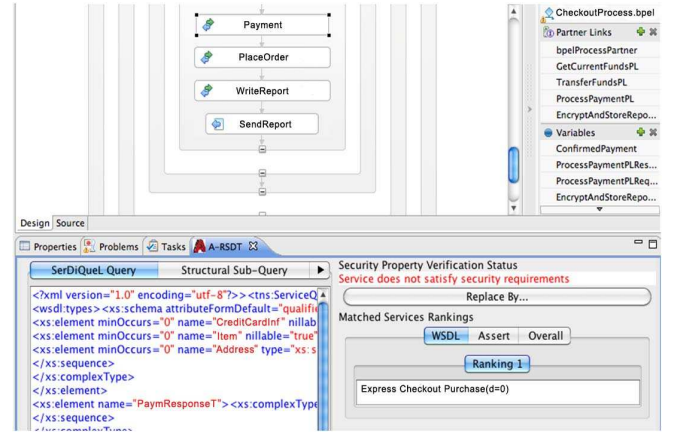 Payment
PlaceOrder
WriteReport
SendReport
CheckoutProcess.bpel
Partner Links
bpelProcessPartner
GetCurrentFundsPL
TransferFundsPL
ProcessPaymentPL
EncryptAndStoreRepo...
Variables
ConfirmedPayment
ProcessPaymentPLRes...
ProcessPaymentPLReq...
EncryptAndStoreRepo...
Design Source
Properties Problems Tasks A-RSDT
SerDiQueL Query Structural Sub-Query
<?xml version="1.0" encoding="utf-8"?><tns:ServiceQ
<wsdl:types><xs:schema attributeFormDefault="qualifi
<xs:element minOccurs="0" name="CreditCardInf" nillab
<xs:element minOccurs="0" name="Item" nillable="true"
<xs:element minOccurs="0" name="Address" type="xs:s
</xs:sequence>
</xs:complexType>
</xs:element>
<xs:element name="PaymResponseT"><xs:complexType
</xs:sequence>
</xs:complexType>
Security Property Verification Status
Service does not satisfy security requirements
Replace By...
Matched Services Rankings
WSDL Assert Overall
Ranking 1
Express Checkout Purchase(d=0)